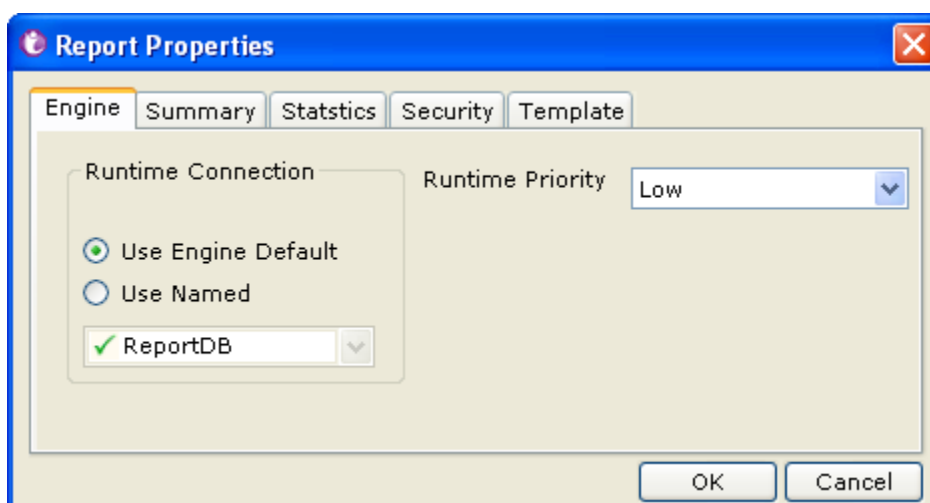 Report Properties
Engine Summary Statstics Security Template
Runtime Connection
Runtime Priority Low
Use Engine Default
Use Named
ReportDB
OK Cancel